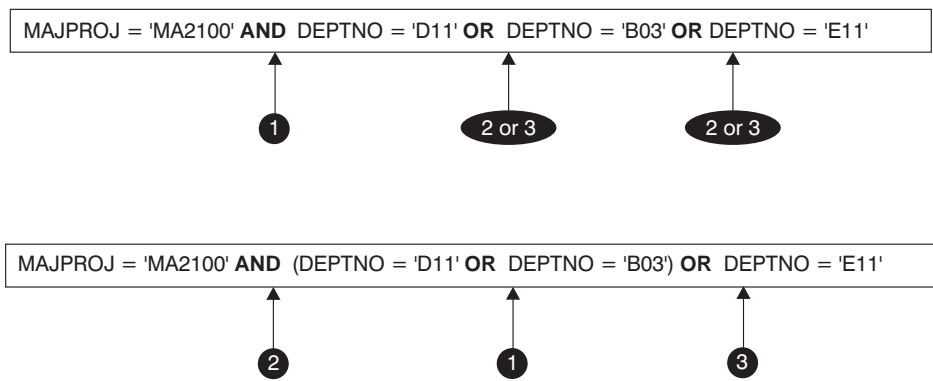 MAJPROJ = 'MA2100' AND DEPTNO = 'D11' OR DEPTNO = 'B03' OR DEPTNO = 'E11'
1 2 or 3 2 or 3
MAJPROJ = 'MA2100' AND (DEPTNO = 'D11' OR DEPTNO = 'B03') OR DEPTNO = 'E11'
2 1 3